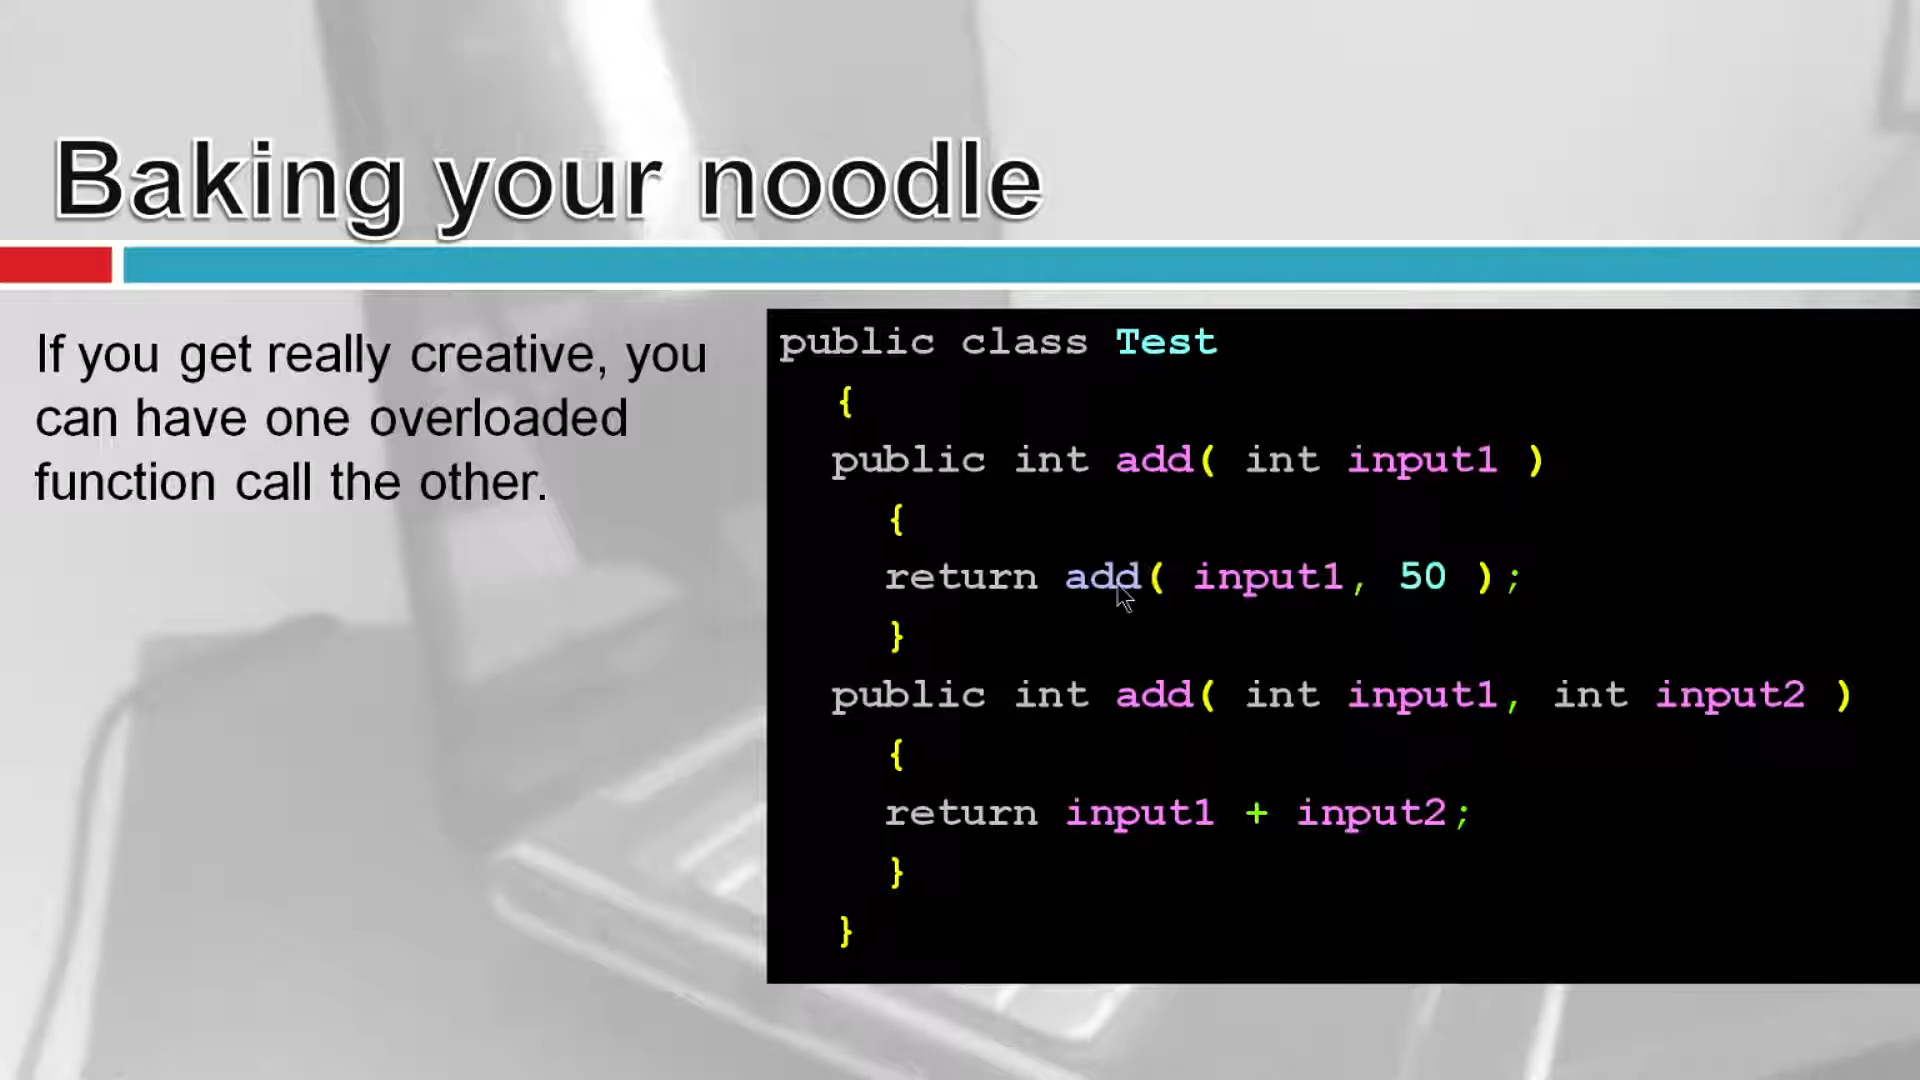 Baking your noodle
If you get really creative, you
can have one overloaded
function call the other.
public class Test
{
public int add( int input1 )
{
return add( input1, 50 );
}
public int add( int input1, int input2 )
{
return input1 + input2;
}
}